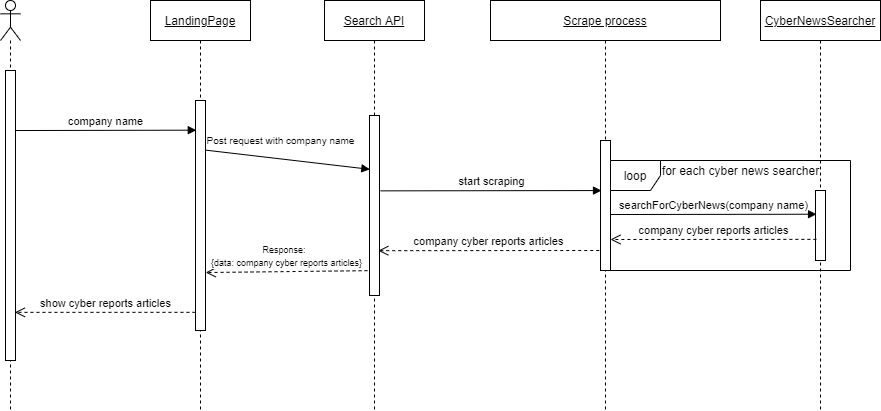 LandingPage
Search API
Scrape process
CyberNewsSearcher
company name
Post request with company name
for each cyber news searcher
loop
start scraping
searchForCyberNews(company name)
company cyber reports articles
company cyber reports articles
Response:
{data: company cyber reports articles}
show cyber reports articles